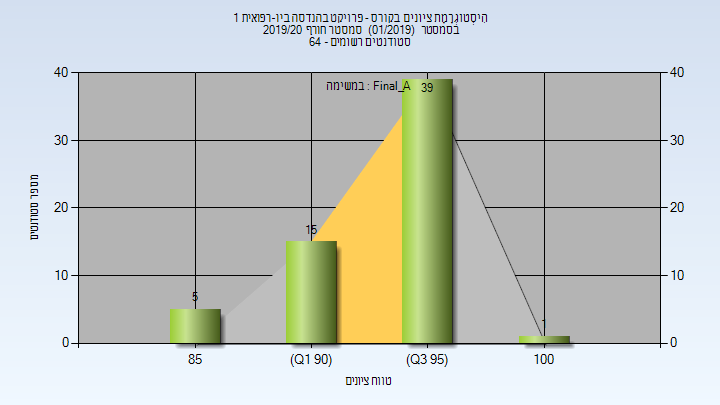 היסטוגרמת ציונים בקורס - פרויקט בהנדסה ביו-רפואית 1
בסמסטר (01/2019) סמסטר חורף 2019/20
סטודנטים רשומים - 64
במשימה : Final_A
מספר סטודנטים
40
30
20
10
0
40
30
20
10
0
5
15
39
1
85
(Q1 90)
(Q3 95)
100
טווח ציונים